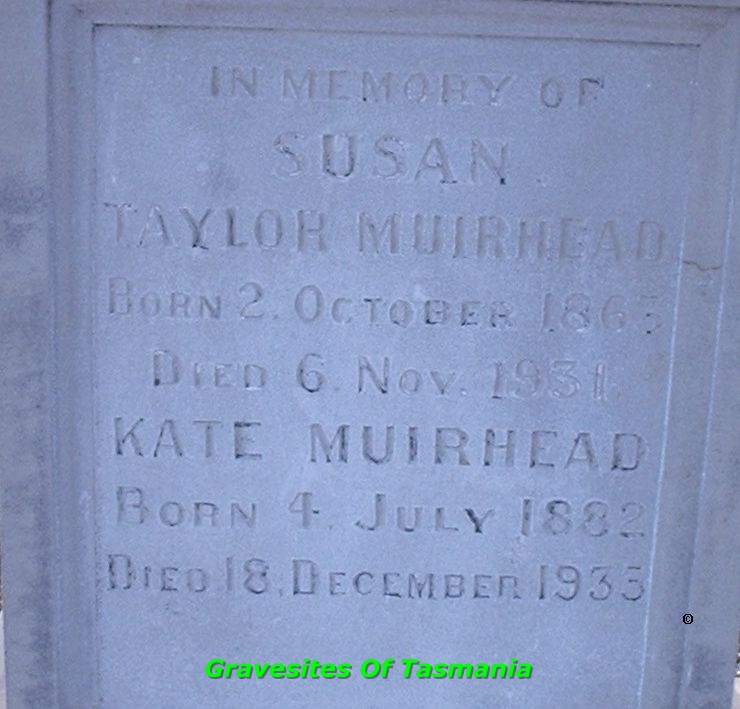 IN MEMORY OF
SUSAN
TAYLOR MUIRHEAD
BORN 2. OCTOBER 1863
DIED 6. NOV. 1931.
KATE MUIRHEAD
BORN 4. JULY 1882
DIED 18. DECEMBER 1933
©
Gravesites Of Tasmania